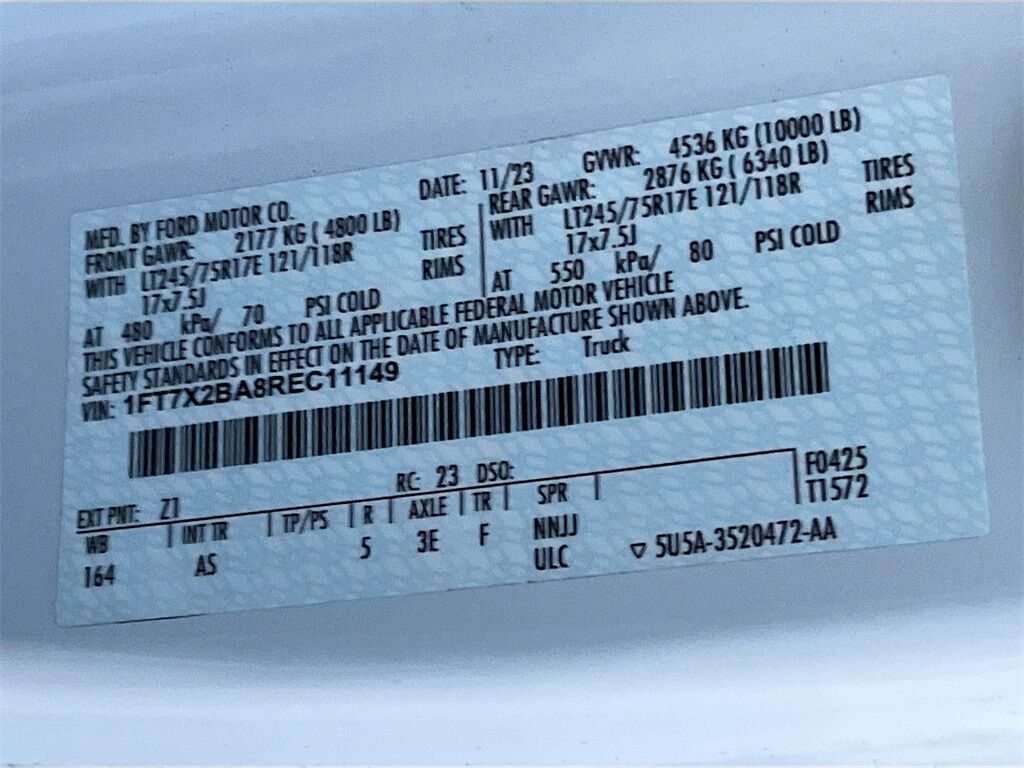 DATE: 11/23 GVWR: 4536 KG (10000 LB)
MFD. BY FORD MOTOR CO.
FRONT GAWR: 2177 KG ( 4800 LB)
WITH LT245/75R17E 121/118R TIRES
17x7.5J RIMS
AT 480 kPa/ 70 PSI COLD
REAR GAWR: 2876 KG ( 6340 LB)
WITH LT245/75R17E 121/118R TIRES
17x7.5J RIMS
AT 550 kPa/ 80 PSI COLD
THIS VEHICLE CONFORMS TO ALL APPLICABLE FEDERAL MOTOR VEHICLE
SAFETY STANDARDS IN EFFECT ON THE DATE OF MANUFACTURE SHOWN ABOVE.
VIN: 1FT7X2BA8REC11149 TYPE: Truck
EXT PNT: Z1 RC: 23 DSO:
WB INT TR TP/PS R AXLE TR SPR
164 AS 5 3E F NNJJ
ULC
F0425
T1572
▽ 5U5A-3520472-AA